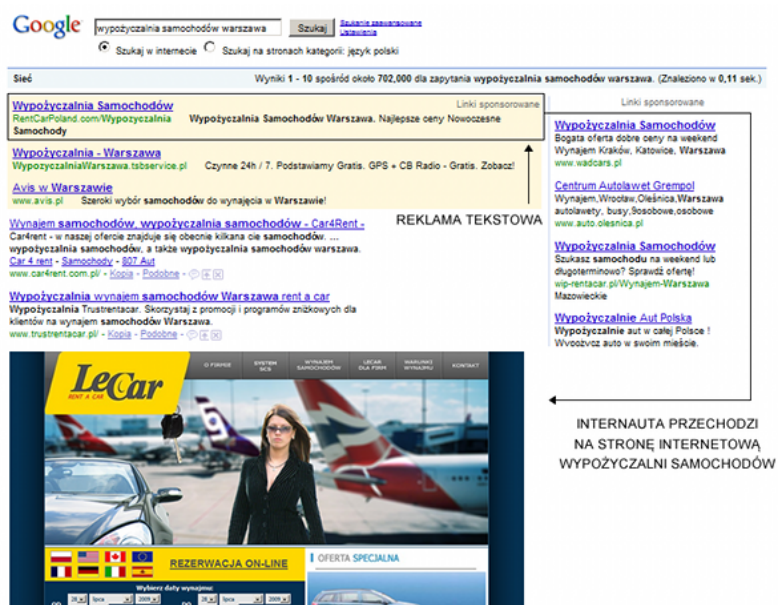 Google
wypożyczalnia samochodów warszawa Szukaj Szukanie zaawansowane
Ustawienia
Szukaj w internecie Szukaj na stronach kategorii: język polski
Sieć Wyniki 1 - 10 spośród około 702,000 dla zapytania wypożyczalnia samochodów warszawa. (Znaleziono w 0,11 sek.)
Wypożyczalnia Samochodów Linki sponsorowane
RentCarPoland.com/Wypozyczalnia Wypożyczalnia Samochodów Warszawa. Najlepsze ceny Nowoczesne
Samochody
Wypożyczalnia - Warszawa
WypozyczalniaWarszawa.tsbservice.pl Czynne 24h / 7. Podstawiamy Gratis. GPS + CB Radio - Gratis. Zobacz!
Avis w Warszawie
www.avis.pl Szeroki wybór samochodów do wynajęcia w Warszawie!
REKLAMA TEKSTOWA
Wynajem samochodów, wypożyczalnia samochodów - Car4Rent -
Car4rent - w naszej ofercie znajduje się obecnie kilkana cie samochodów. ...
wypożyczalnia samochodów, a także wypożyczalnia samochodów warszawa.
Car 4 rent - Samochody - 807 Aut
www.car4rent.com.pl/ - Kopia - Podobne -
Wypożyczalnia wynajem samochodów Warszawa rent a car
Wypożyczalnia Trustrentacar. Skorzystaj z promocji i programów zniżkowych dla
klientów na wynajem samochodów Warszawa.
www.trustrentacar.pl/ - Kopia - Podobne -
Linki sponsorowane
Wypożyczalnia Samochodów
Bogata oferta dobre ceny na weekend
Wynajem Kraków, Katowice, Warszawa
www.wadcars.pl
Centrum Autolawet Grempol
Wynajem,Wrocław,Oleśnica,Warszawa
autolawety, busy,9osobowe,osobowe
www.auto.olesnica.pl
Wypożyczalnia Samochodów
Szukasz samochodu na weekend lub
długoterminowo? Sprawdź ofertę!
wip-rentacar.pl/Wynajem-Warszawa
Mazowieckie
Wypożyczalnie Aut Polska
Wypożyczalnie aut w całej Polsce !
Wypożycz auto w swoim mieście.
INTERNAUTA PRZECHODZI
NA STRONĘ INTERNETOWĄ
WYPOŻYCZALNI SAMOCHODÓW
LeCar
RENT A CAR
O FIRMIE SYSTEM SCS WYNAJEM SAMOCHODÓW LECAR DLA FIRM WARUNKI WYNAJMU KONTAKT
REZERWACJA ON-LINE
OFERTA SPECJALNA
Wybierz daty wynajmu:
28 lipca 2009 28 lipca 2009